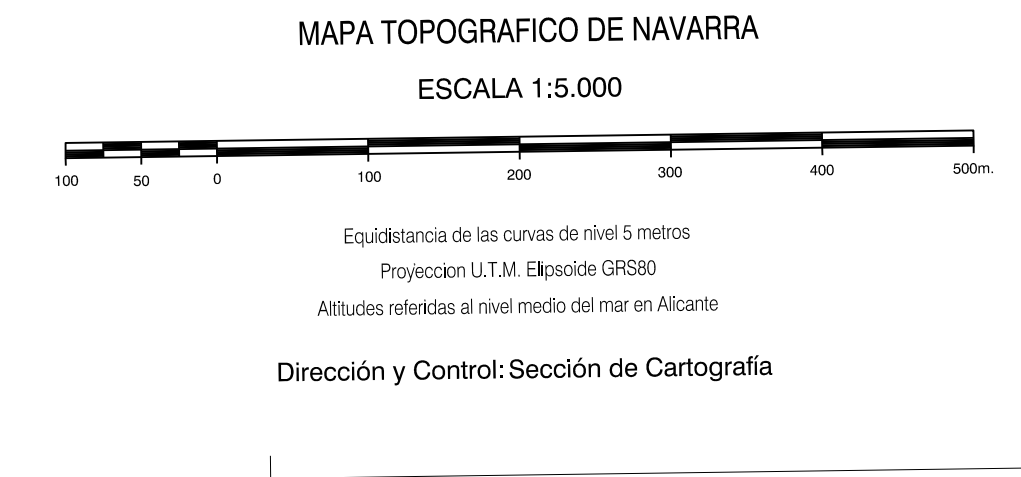 MAPA TOPOGRAFICO DE NAVARRA
ESCALA 1:5.000
100 50 0 100 200 300 400 500m.
Equidistancia de las curvas de nivel 5 metros
Proyeccion U.T.M. Elipsoide GRS80
Altitudes referidas al nivel medio del mar en Alicante
Dirección y Control: Sección de Cartografía